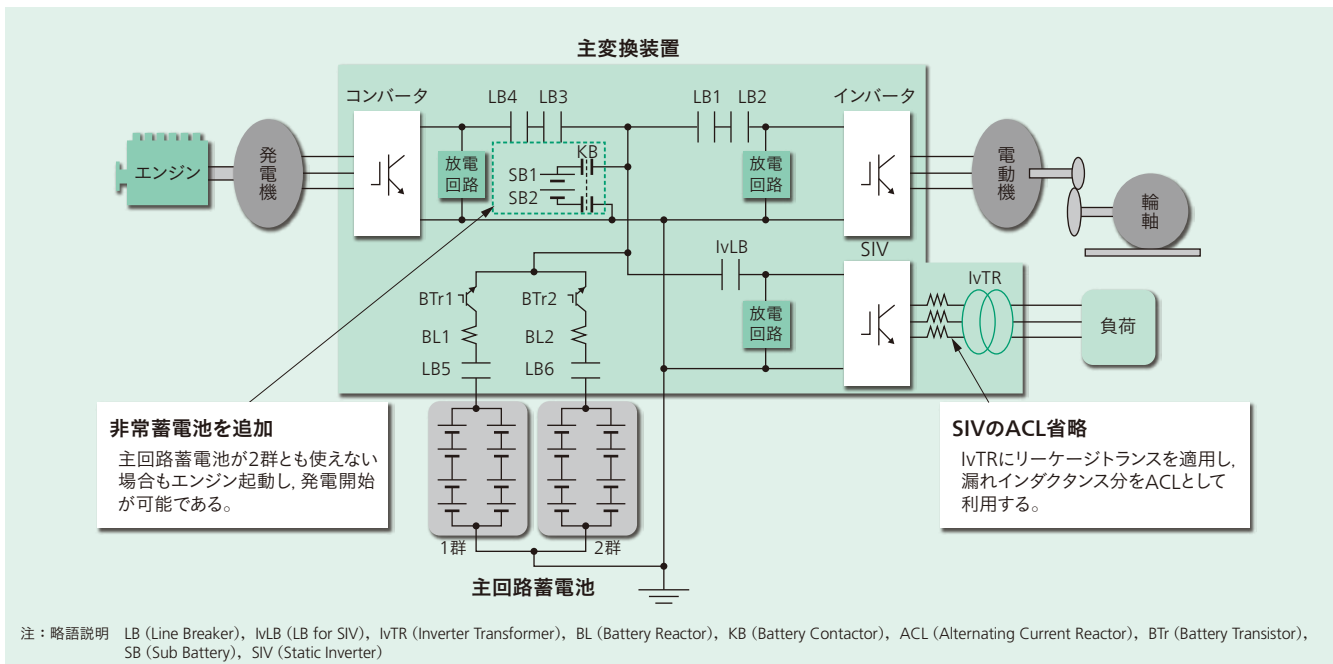 主変換装置
コンバータ
LB4
LB3
LB1
LB2
インバータ
エンジン
発電機
放電
回路
KB
SB1
SB2
放電
回路
電動機
輪軸
IvLB
SIV
IvTR
BTr1
BTr2
放電
回路
負荷
BL1
BL2
LB5
LB6
非常蓄電池を追加
主回路蓄電池が2群とも使えない
場合もエンジン起動し,発電開始
が可能である。
SIVのACL省略
IvTRにリーケージトランスを適用し,
漏れインダクタンス分をACLとして
利用する。
1群
2群
主回路蓄電池
注:略語説明 LB(Line Breaker),IvLB(LB for SIV),IvTR(Inverter Transformer),BL(Battery Reactor),KB(Battery Contactor),ACL(Alternating Current Reactor),BTr(Battery Transistor),
SB(Sub Battery),SIV(Static Inverter)